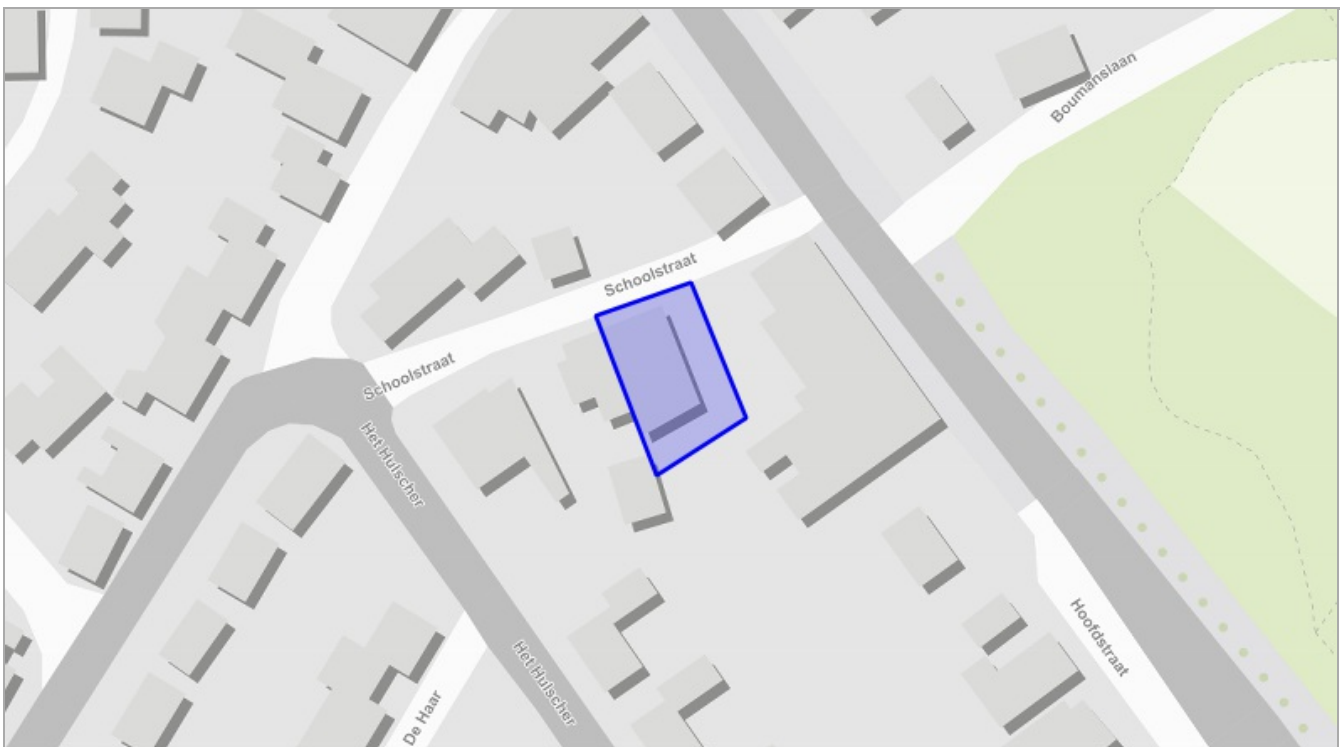 Boumanslaan
Schoolstraat
Schoolstraat
Het Hulscher
Het Hulscher
De Haar
Hoofdstraat